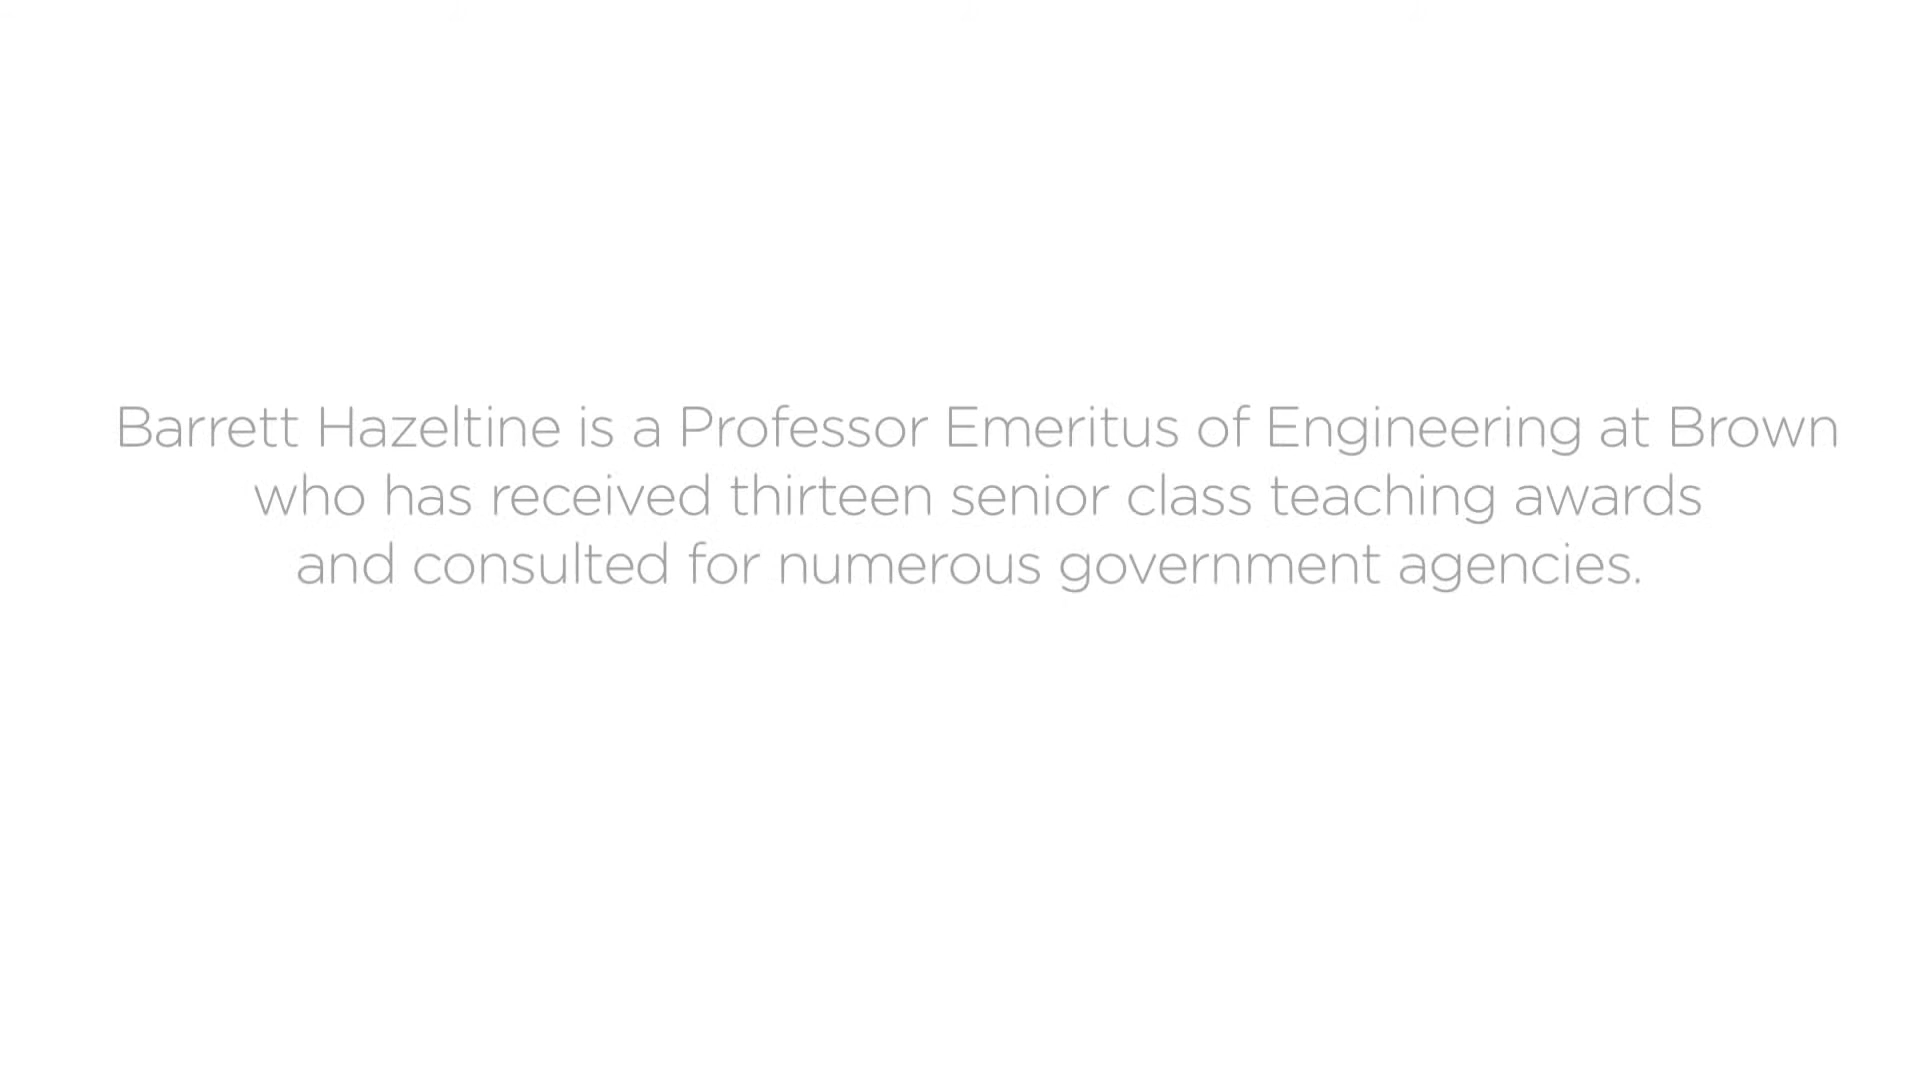 Barrett Hazeltine is a Professor Emeritus of Engineering at Brown
who has received thirteen senior class teaching awards
and consulted for numerous government agencies.